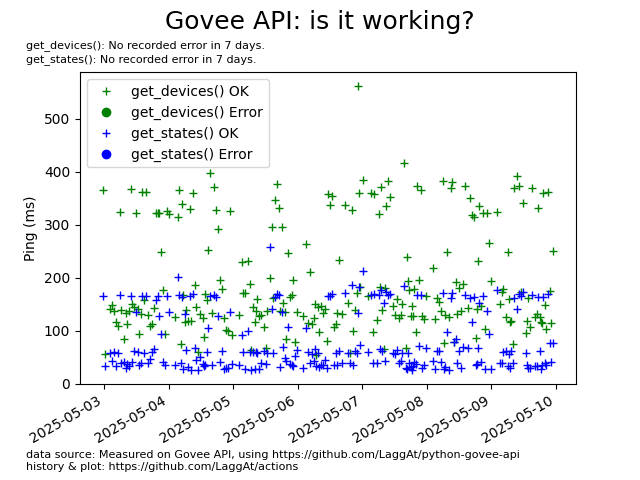 Govee API: is it working?
get_devices(): No recorded error in 7 days.
get_states(): No recorded error in 7 days.
get_devices() OK
get_devices() Error
get_states() OK
get_states() Error
Ping (ms)
500
400
300
200
100
0
2025-05-03
2025-05-04
2025-05-05
2025-05-06
2025-05-07
2025-05-08
2025-05-09
2025-05-10
data source: Measured on Govee API, using https://github.com/LaggAt/python-govee-api
history & plot: https://github.com/LaggAt/actions